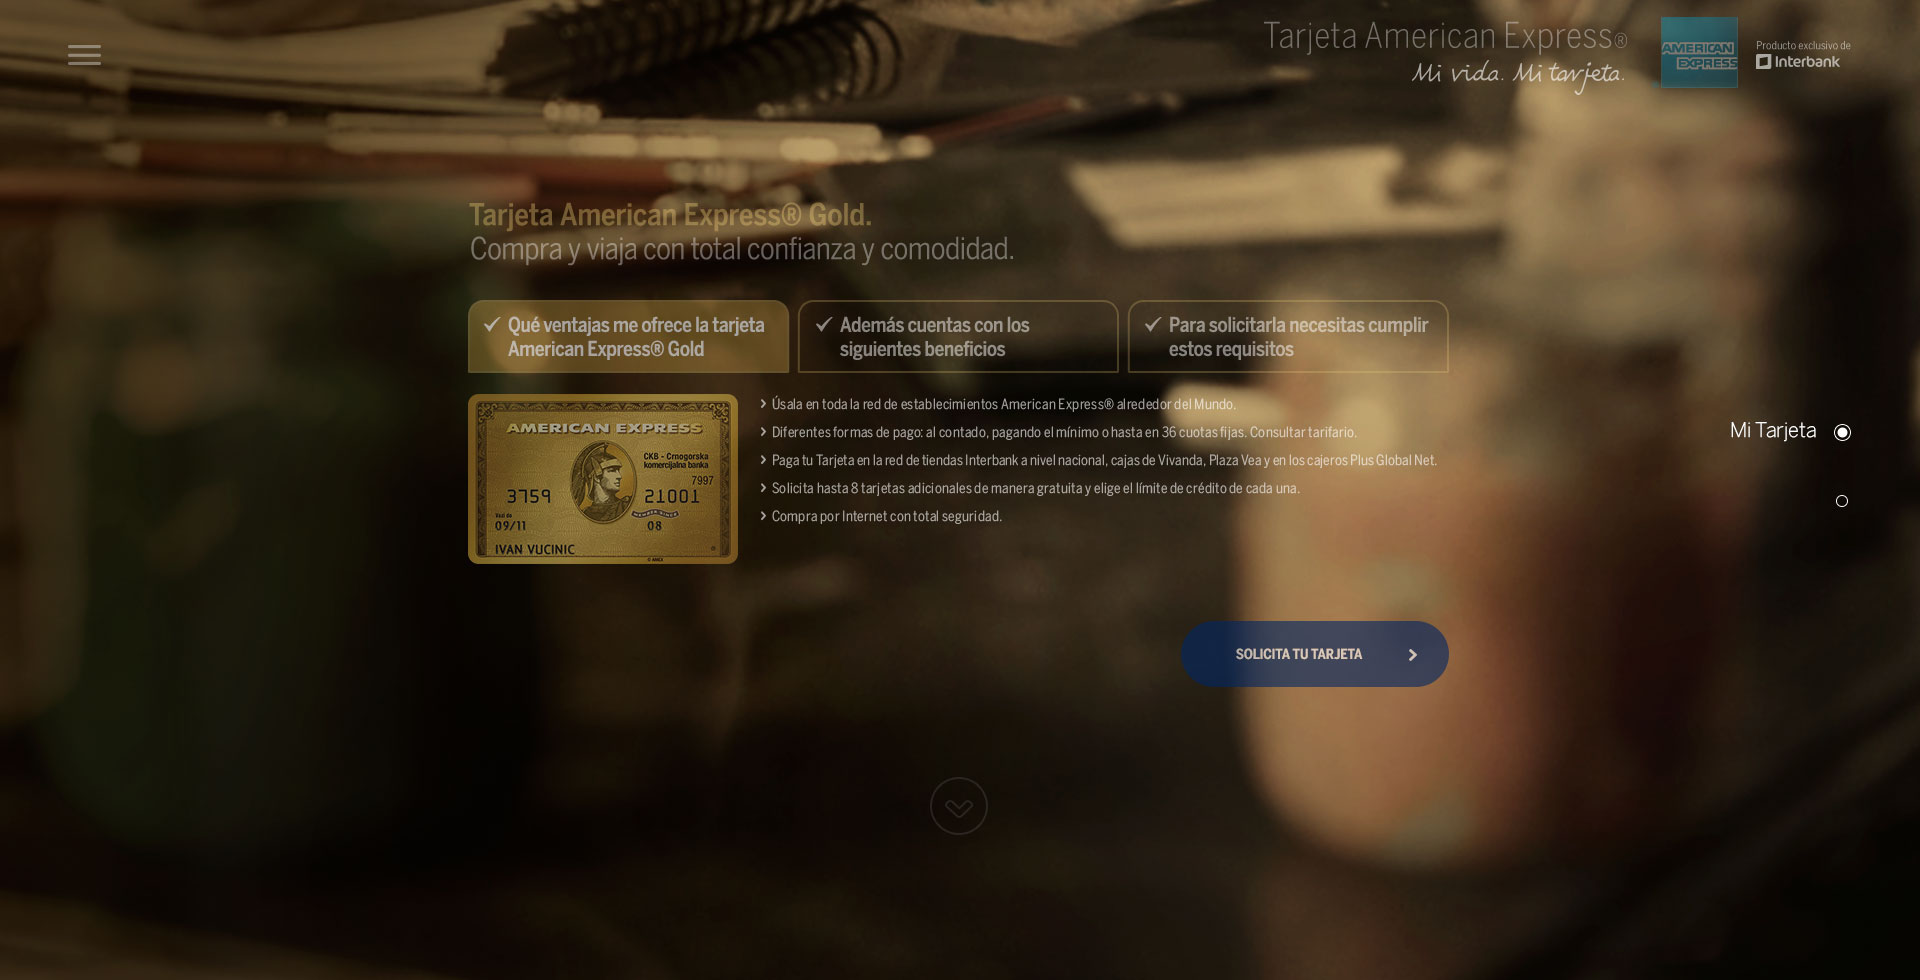 Tarjeta American Express®
Mi vida. Mi tarjeta.
AMERICAN
EXPRESS
Producto exclusivo de
Interbank
Tarjeta American Express® Gold.
Compra y viaja con total confianza y comodidad.
Qué ventajas me ofrece la tarjeta
American Express® Gold
Además cuentas con los
siguientes beneficios
Para solicitarla necesitas cumplir
estos requisitos
AMERICAN EXPRESS
CKB - Crnogorska
komercijalna banka
7997
3759 21001
MEMBER SINCE
09/11 08
IVAN VUCINIC
Úsala en toda la red de establecimientos American Express® alrededor del Mundo.
Diferentes formas de pago: al contado, pagando el mínimo o hasta en 36 cuotas fijas. Consultar tarifario.
Paga tu Tarjeta en la red de tiendas Interbank a nivel nacional, cajas de Vivanda, Plaza Vea y en los cajeros Plus Global Net.
Solicita hasta 8 tarjetas adicionales de manera gratuita y elige el límite de crédito de cada una.
Compra por Internet con total seguridad.
Mi Tarjeta
SOLICITA TU TARJETA